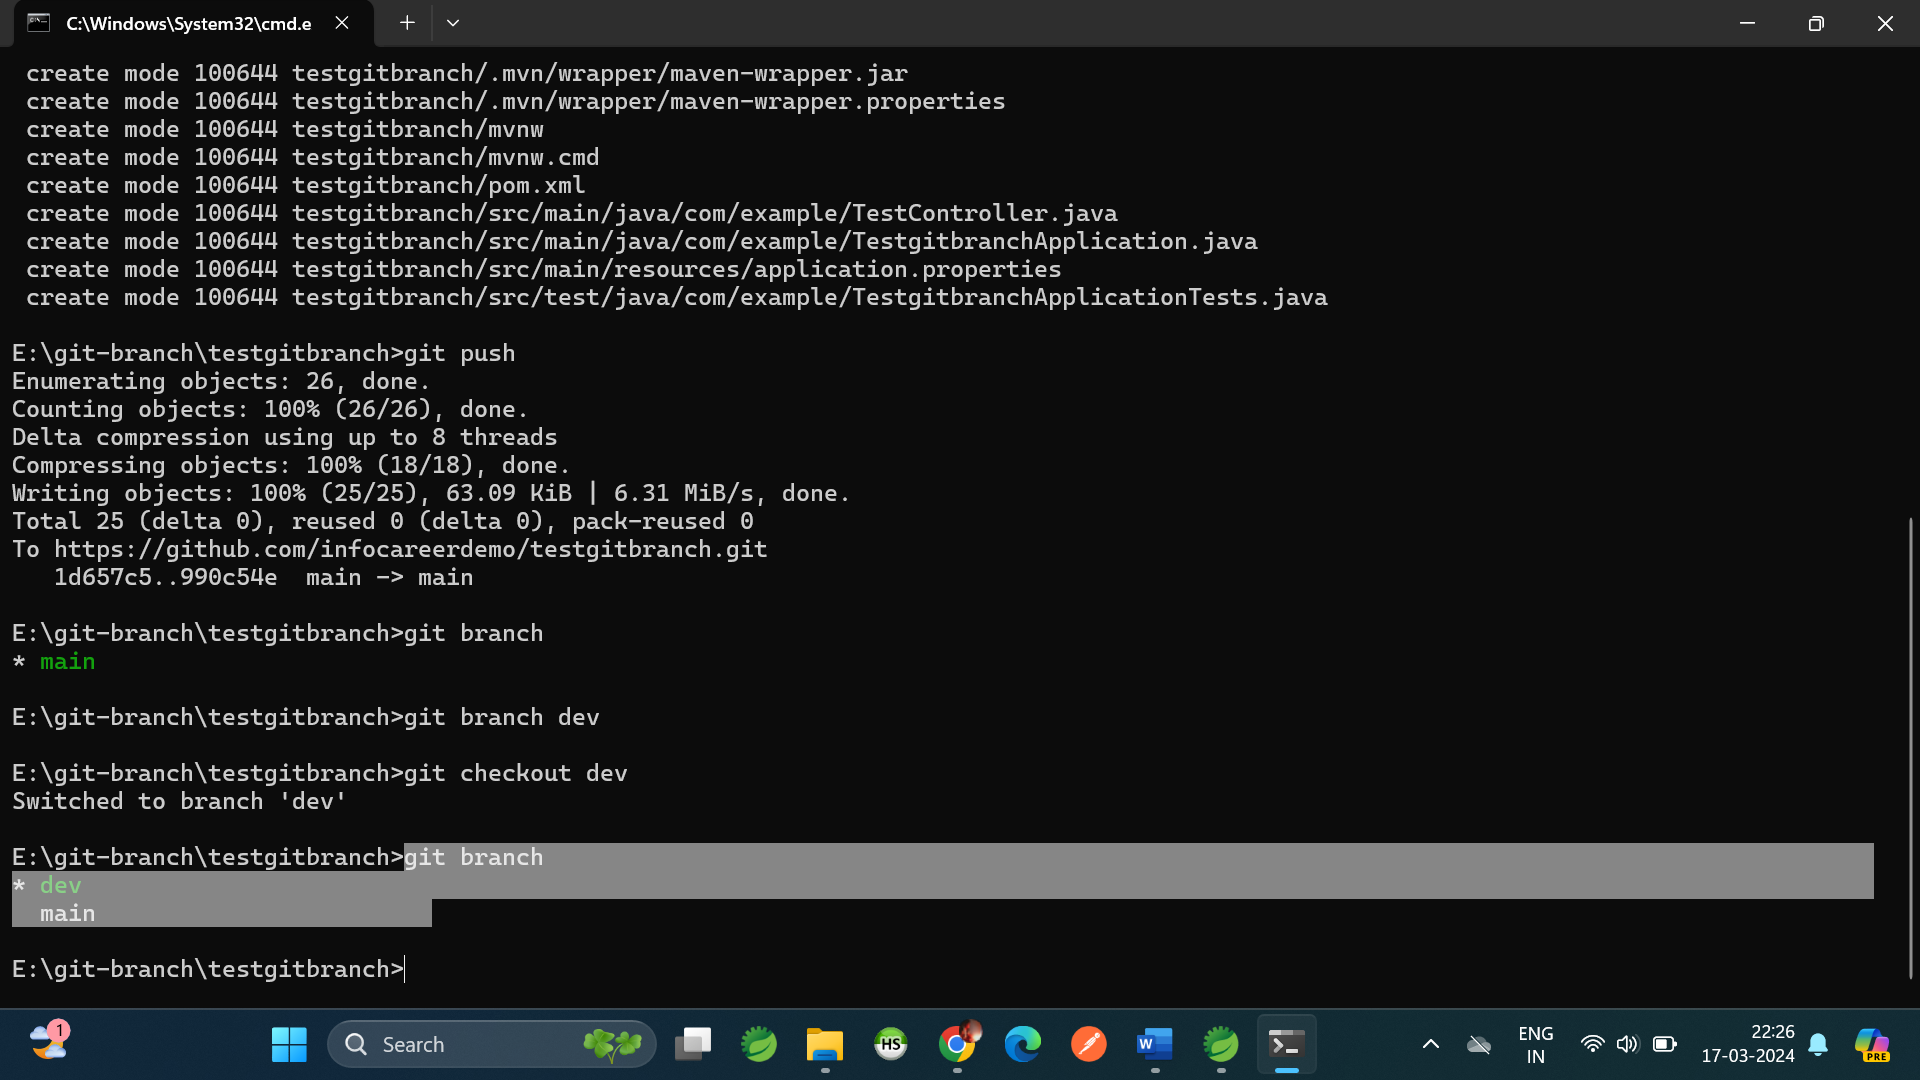 C:\Windows\System32\cmd.e
create mode 100644 testgitbranch/.mvn/wrapper/maven-wrapper.jar
create mode 100644 testgitbranch/.mvn/wrapper/maven-wrapper.properties
create mode 100644 testgitbranch/mvnw
create mode 100644 testgitbranch/mvnw.cmd
create mode 100644 testgitbranch/pom.xml
create mode 100644 testgitbranch/src/main/java/com/example/TestController.java
create mode 100644 testgitbranch/src/main/java/com/example/TestgitbranchApplication.java
create mode 100644 testgitbranch/src/main/resources/application.properties
create mode 100644 testgitbranch/src/test/java/com/example/TestgitbranchApplicationTests.java
E:\git-branch\testgitbranch>git push
Enumerating objects: 26, done.
Counting objects: 100% (26/26), done.
Delta compression using up to 8 threads
Compressing objects: 100% (18/18), done.
Writing objects: 100% (25/25), 63.09 KiB | 6.31 MiB/s, done.
Total 25 (delta 0), reused 0 (delta 0), pack-reused 0
To https://github.com/infocareerdemo/testgitbranch.git
1d657c5..990c54e  main -> main
E:\git-branch\testgitbranch>git branch
* main
E:\git-branch\testgitbranch>git branch dev
E:\git-branch\testgitbranch>git checkout dev
Switched to branch 'dev'
E:\git-branch\testgitbranch>git branch
* dev
main
E:\git-branch\testgitbranch>
1
Search
HS
W
ENG
IN
22:26
17-03-2024
PRE